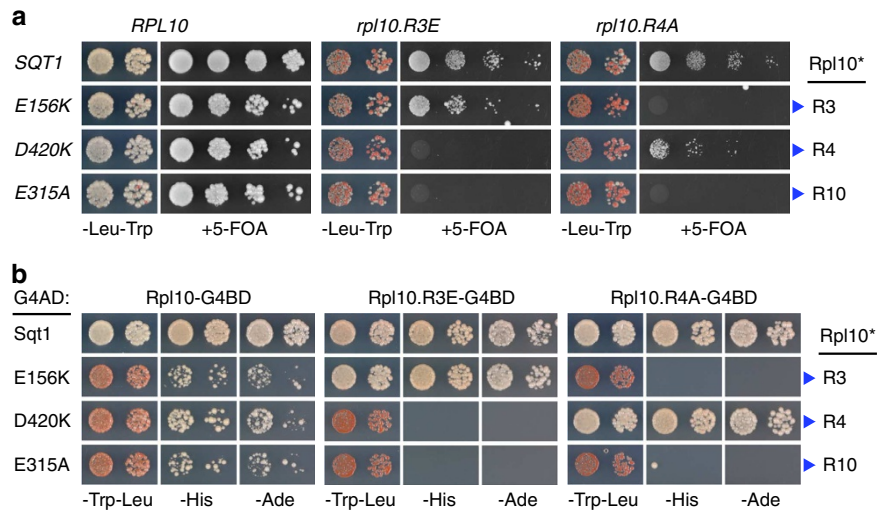 a
RPL10 rpl10.R3E rpl10.R4A
SQT1 Rpl10*
E156K R3
D420K R4
E315A R10
-Leu-Trp +5-FOA -Leu-Trp +5-FOA -Leu-Trp +5-FOA
b
G4AD: Rpl10-G4BD Rpl10.R3E-G4BD Rpl10.R4A-G4BD
Sqt1 Rpl10*
E156K R3
D420K R4
E315A R10
-Trp-Leu -His -Ade -Trp-Leu -His -Ade -Trp-Leu -His -Ade